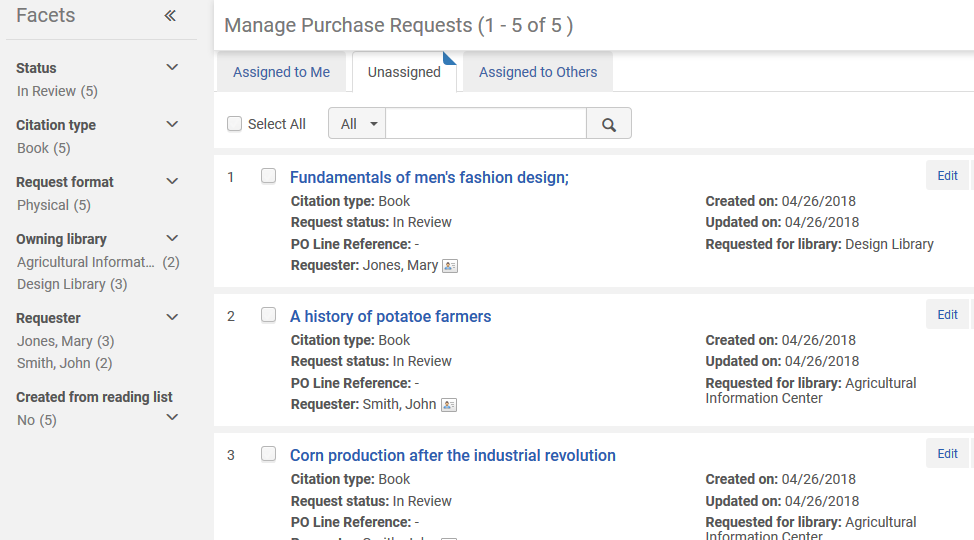 Facets
Status
In Review (5)
Citation type
Book (5)
Request format
Physical (5)
Owning library
Agricultural Informat... (2)
Design Library (3)
Requester
Jones, Mary (3)
Smith, John (2)
Created from reading list
No (5)
Manage Purchase Requests (1 - 5 of 5 )
Assigned to Me Unassigned Assigned to Others
Select All All
1 Fundamentals of men's fashion design; Edit
Citation type: Book Created on: 04/26/2018
Request status: In Review Updated on: 04/26/2018
PO Line Reference: - Requested for library: Design Library
Requester: Jones, Mary
2 A history of potatoe farmers Edit
Citation type: Book Created on: 04/26/2018
Request status: In Review Updated on: 04/26/2018
PO Line Reference: - Requested for library: Agricultural
Information Center
Requester: Smith, John
3 Corn production after the industrial revolution Edit
Citation type: Book Created on: 04/26/2018
Request status: In Review Updated on: 04/26/2018
PO Line Reference: - Requested for library: Agricultural
Information Center